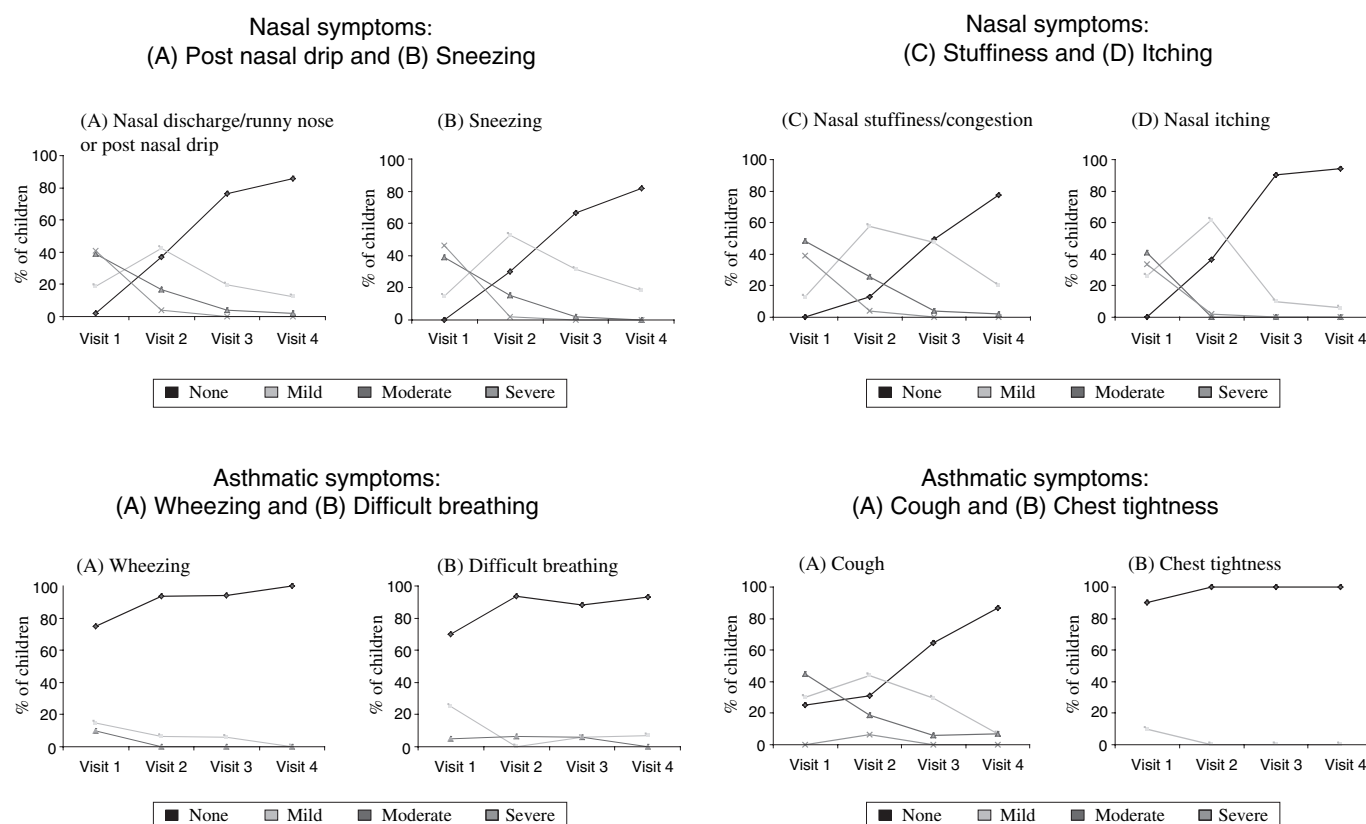 Nasal symptoms:
(A) Post nasal drip and (B) Sneezing
(A) Nasal discharge/runny nose
or post nasal drip
% of children
100
80
60
40
20
0
Visit 1 Visit 2 Visit 3 Visit 4
(B) Sneezing
% of children
100
80
60
40
20
0
Visit 1 Visit 2 Visit 3 Visit 4
None Mild Moderate Severe
Nasal symptoms:
(C) Stuffiness and (D) Itching
(C) Nasal stuffiness/congestion
% of children
100
80
60
40
20
0
Visit 1 Visit 2 Visit 3 Visit 4
(D) Nasal itching
% of children
100
80
60
40
20
0
Visit 1 Visit 2 Visit 3 Visit 4
None Mild Moderate Severe
Asthmatic symptoms:
(A) Wheezing and (B) Difficult breathing
(A) Wheezing
% of children
100
80
60
40
20
0
Visit 1 Visit 2 Visit 3 Visit 4
(B) Difficult breathing
% of children
100
80
60
40
20
0
Visit 1 Visit 2 Visit 3 Visit 4
None Mild Moderate Severe
Asthmatic symptoms:
(A) Cough and (B) Chest tightness
(A) Cough
% of children
100
80
60
40
20
0
Visit 1 Visit 2 Visit 3 Visit 4
(B) Chest tightness
% of children
100
80
60
40
20
0
Visit 1 Visit 2 Visit 3 Visit 4
None Mild Moderate Severe